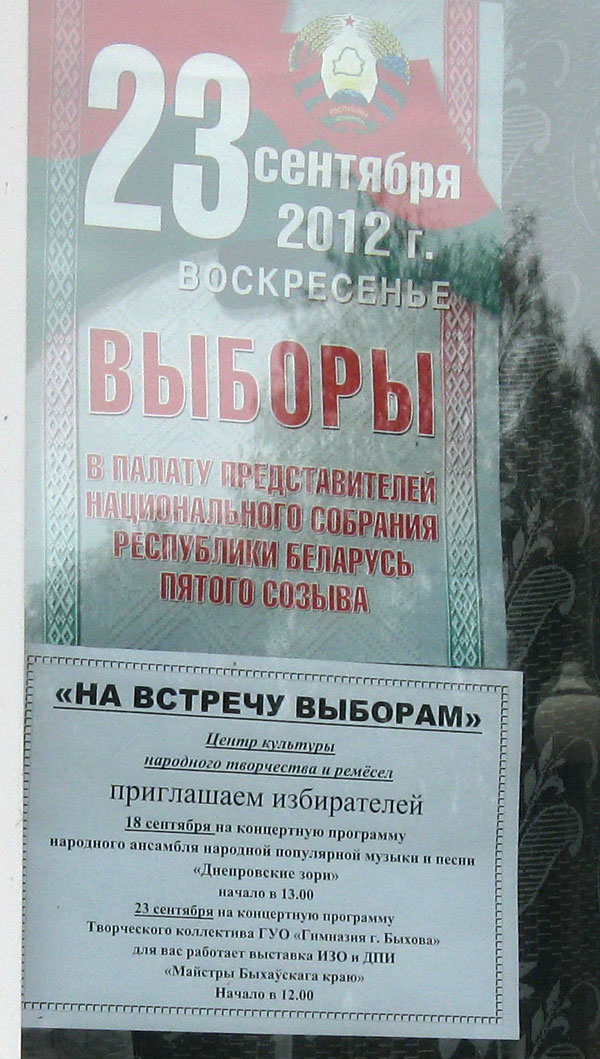 23
сентября
2012 г.
ВОСКРЕСЕНЬЕ
ВЫБОРЫ
В ПАЛАТУ ПРЕДСТАВИТЕЛЕЙ
НАЦИОНАЛЬНОГО СОБРАНИЯ
РЕСПУБЛИКИ БЕЛАРУСЬ
ПЯТОГО СОЗЫВА
«НА ВСТРЕЧУ ВЫБОРАМ»
Центр культуры
народного творчества и ремёсел
приглашаем избирателей
18 сентября на концертную программу
народного ансамбля народной популярной музыки и песни
«Днепровские зори»
начало в 13.00
23 сентября на концертную программу
Творческого коллектива ГУО «Гимназия г. Быхова»
для вас работает выставка ИЗО и ДПИ
«Майстры Быхаўскага краю»
Начало в 12.00